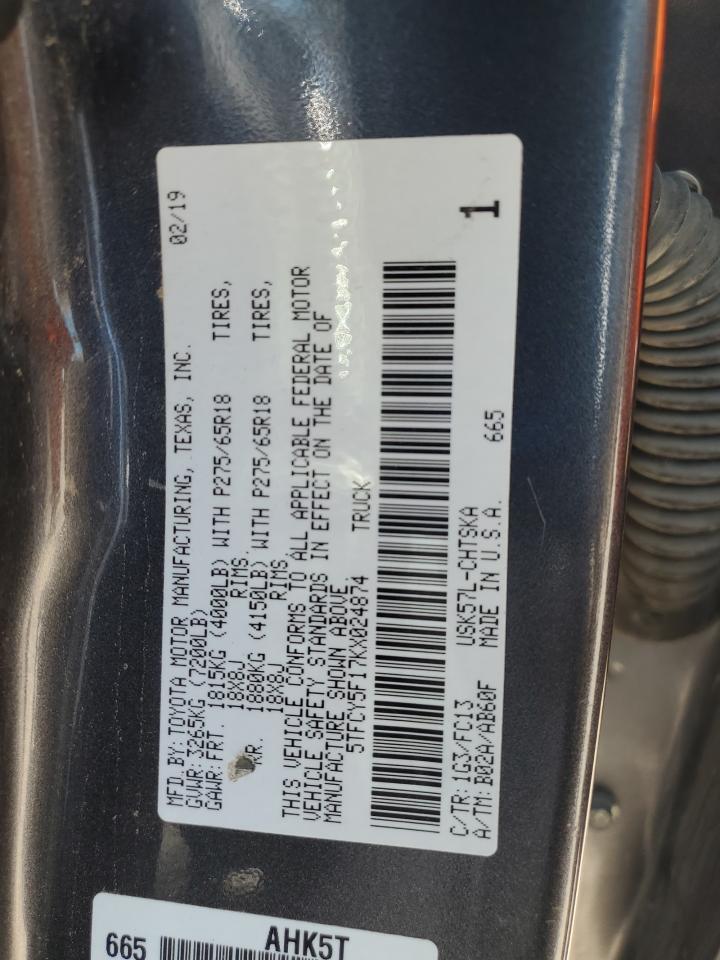 MFD.BY: TOYOTA MOTOR MANUFACTURING, TEXAS, INC. 02/19
GVWR: 3265KG (7200LB)
GAWR: FRT. 1815KG (4000LB) WITH P275/65R18 TIRES,
18X8J RIMS.
RR. 1880KG (4150LB) WITH P275/65R18 TIRES,
18X8J RIMS.
THIS VEHICLE CONFORMS TO ALL APPLICABLE FEDERAL MOTOR
VEHICLE SAFETY STANDARDS IN EFFECT ON THE DATE OF
MANUFACTURE SHOWN ABOVE.
5TFCY5F17KX024874 TRUCK
C/TR: 1G3/FC13 USK57L-CHTSKA 665 1
A/TM: B02A/AB60F MADE IN U.S.A.
AHK5T
665